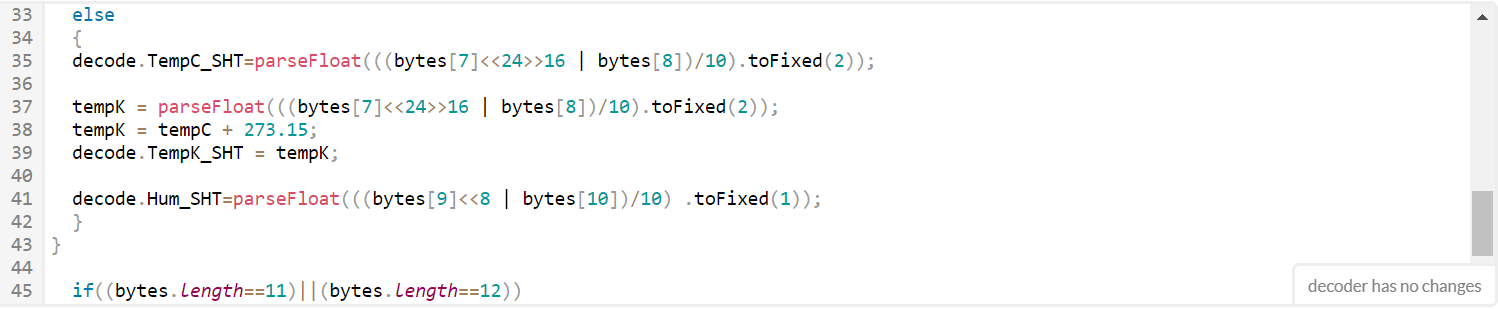 33 else
34 {
35 decode.TempC_SHT=parseFloat(((bytes[7]<<24>>16 | bytes[8])/10).toFixed(2));
36
37 tempK = parseFloat(((bytes[7]<<24>>16 | bytes[8])/10).toFixed(2));
38 tempK = tempC + 273.15;
39 decode.TempK_SHT = tempK;
40
41 decode.Hum_SHT=parseFloat(((bytes[9]<<8 | bytes[10])/10) .toFixed(1));
42 }
43 }
44
45 if((bytes.length==11)||(bytes.length==12))
decoder has no changes